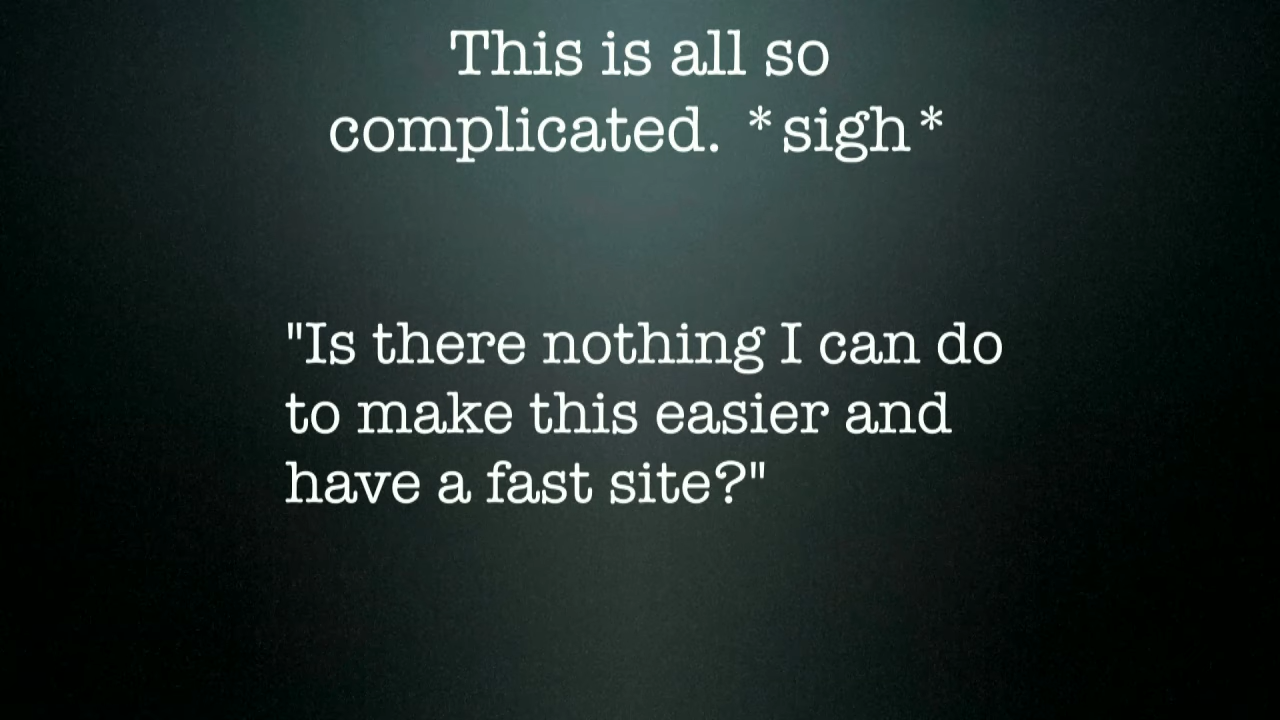 This is all so
complicated. *sigh*
"Is there nothing I can do
to make this easier and
have a fast site?"